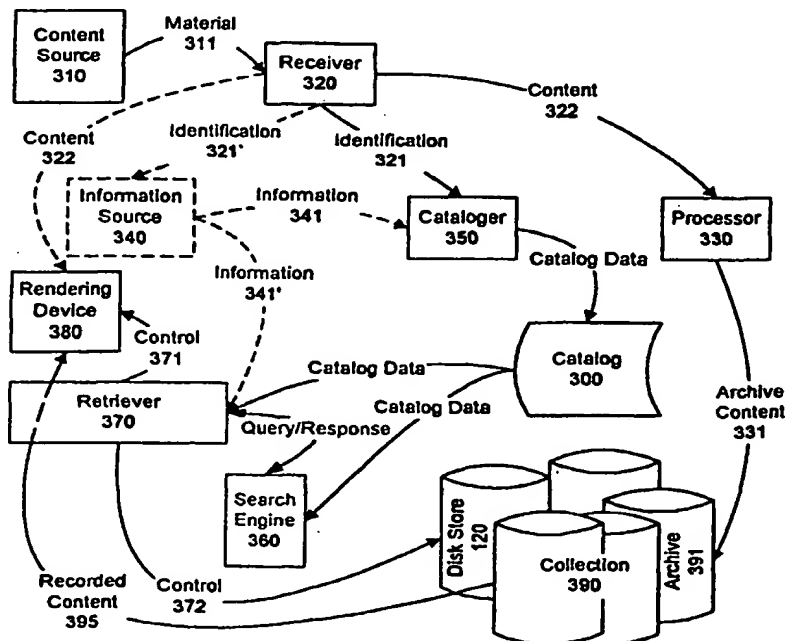 Content
Source
310
Material
311
Receiver
320
Content
322
Content
322
Identification
321'
Identification
321
Information
Source
340
Information
341
Cataloger
350
Processor
330
Catalog Data
Information
341'
Rendering
Device
380
Control
371
Catalog
300
Catalog Data
Catalog Data
Archive
Content
331
Retriever
370
Query/Response
Search
Engine
360
Disk Store
120
Collection
390
Archive
391
Control
372
Recorded
Content
395